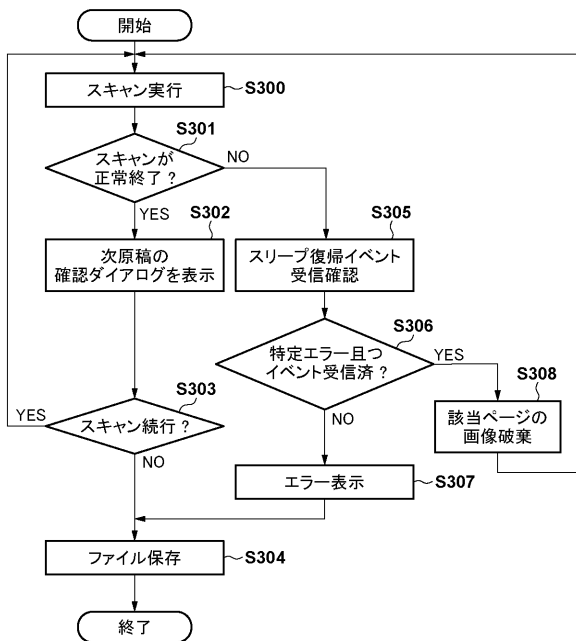 開始
スキャン実行
S300
S301
スキャンが
正常終了?
NO
YES
S302
次原稿の
確認ダイアログを表示
S305
スリープ復帰イベント
受信確認
S306
特定エラー且つ
イベント受信済?
YES
NO
S308
該当ページの
画像破棄
S303
スキャン続行?
YES
NO
エラー表示
S307
ファイル保存
S304
終了